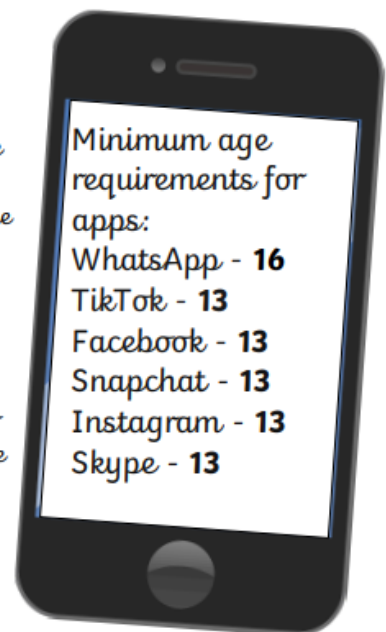 Minimum age
requirements for
apps:
WhatsApp - 16
TikTok - 13
Facebook - 13
Snapchat - 13
Instagram - 13
Skype - 13